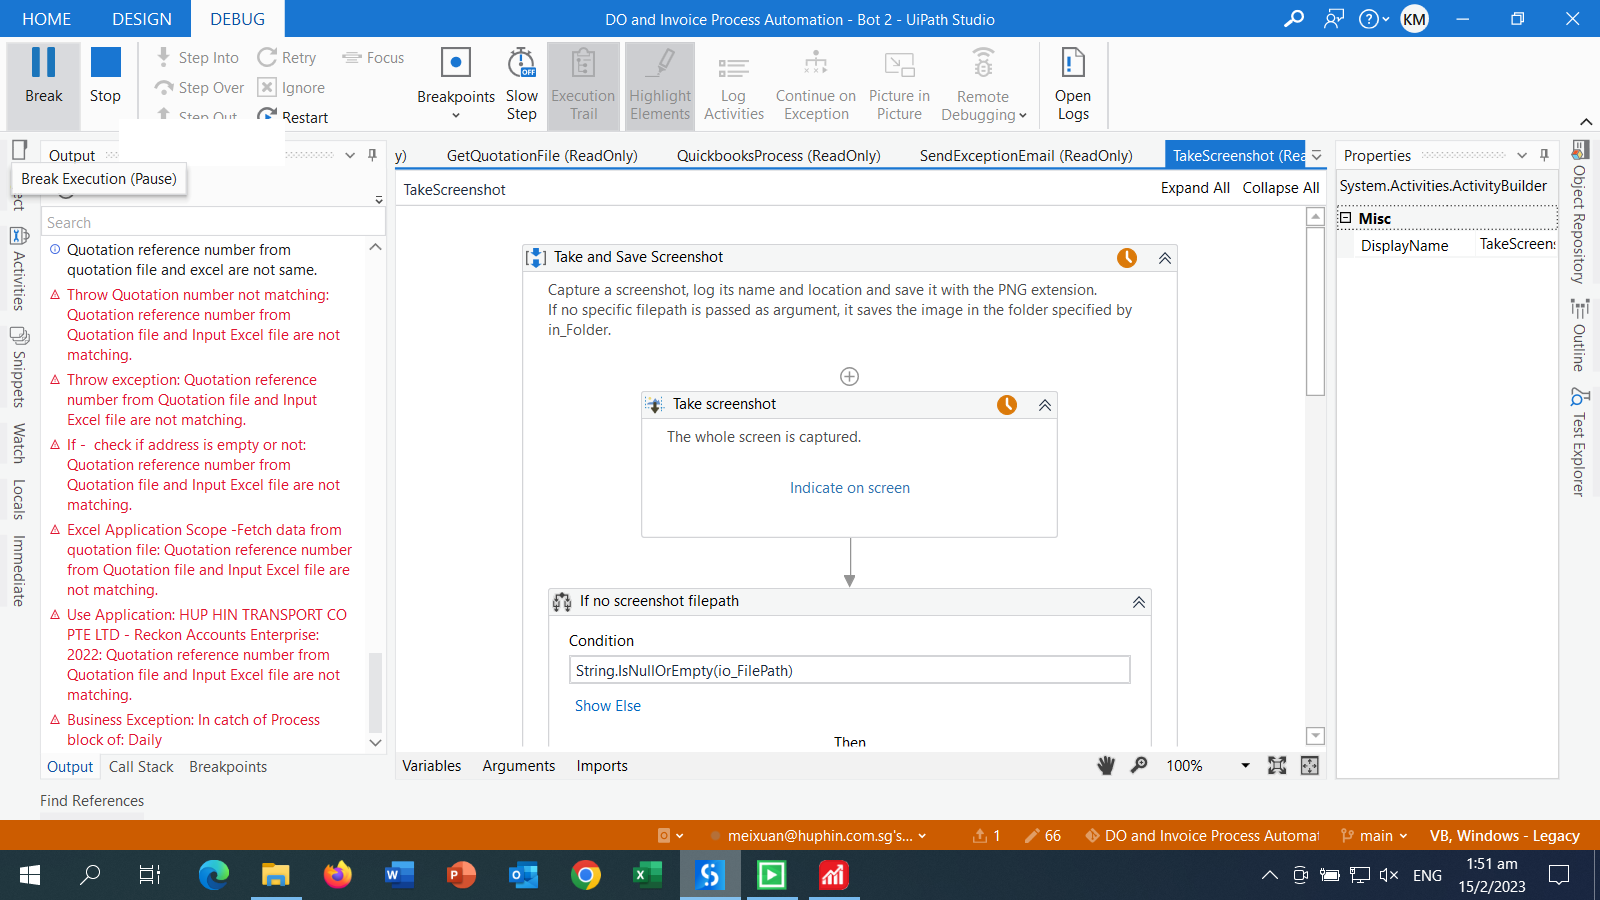 HOME DESIGN DEBUG
DO and Invoice Process Automation - Bot 2 - UiPath Studio
KM
Break
Stop
Step Into
Step Over
Step Out
Retry
Ignore
Restart
Focus
Breakpoints
Slow
Step
OFF
Execution
Trail
Highlight
Elements
Log
Activities
Continue on
Exception
Picture in
Picture
Remote
Debugging
Open
Logs
Output
Break Execution (Pause)
Search
Activities
Snippets
Watch
Locals
Immediate
Quotation reference number from
quotation file and excel are not same.
Throw Quotation number not matching:
Quotation reference number from
Quotation file and Input Excel file are not
matching.
Throw exception: Quotation reference
number from Quotation file and Input
Excel file are not matching.
If - check if address is empty or not:
Quotation reference number from
Quotation file and Input Excel file are not
matching.
Excel Application Scope -Fetch data from
quotation file: Quotation reference number
from Quotation file and Input Excel file are
not matching.
Use Application: HUP HIN TRANSPORT CO
PTE LTD - Reckon Accounts Enterprise:
2022: Quotation reference number from
Quotation file and Input Excel file are not
matching.
Business Exception: In catch of Process
block of: Daily
Output Call Stack Breakpoints
Find References
y) GetQuotationFile (ReadOnly) QuickbooksProcess (ReadOnly) SendExceptionEmail (ReadOnly) TakeScreenshot (Rea
TakeScreenshot
Expand All Collapse All
Take and Save Screenshot
Capture a screenshot, log its name and location and save it with the PNG extension.
If no specific filepath is passed as argument, it saves the image in the folder specified by
in_Folder.
Take screenshot
The whole screen is captured.
Indicate on screen
If no screenshot filepath
Condition
String.IsNullOrEmpty(io_FilePath)
Show Else
Then
Variables Arguments Imports
100%
Properties
System.Activities.ActivityBuilder
Misc
DisplayName TakeScreens
Object Repository
Outline
Test Explorer
meixuan@huphin.com.sg's... 1 66 DO and Invoice Process Automat main VB, Windows - Legacy
ENG
1:51 am
15/2/2023